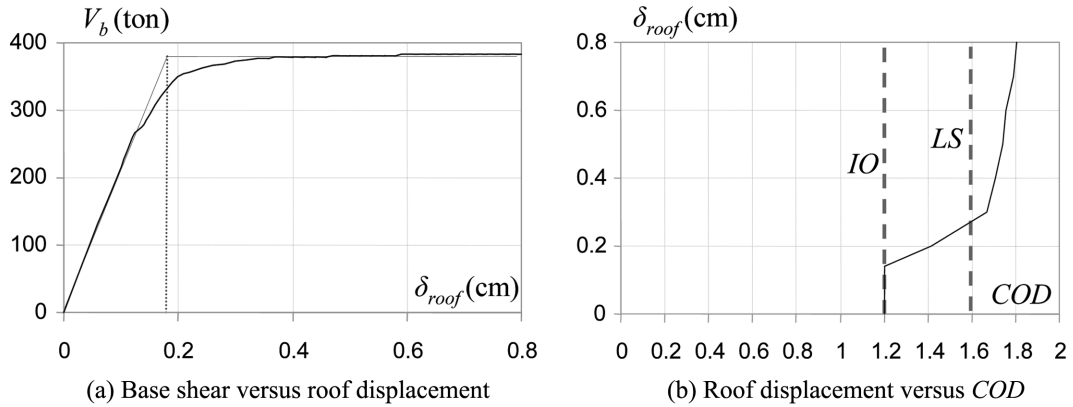 V_b (ton)
400
300
200
100
0
δ_roof (cm)
0 0.2 0.4 0.6 0.8
(a) Base shear versus roof displacement
δ_roof (cm)
0.8
0.6
0.4
0.2
0
IO
LS
COD
0 0.2 0.4 0.6 0.8 1 1.2 1.4 1.6 1.8 2
(b) Roof displacement versus COD